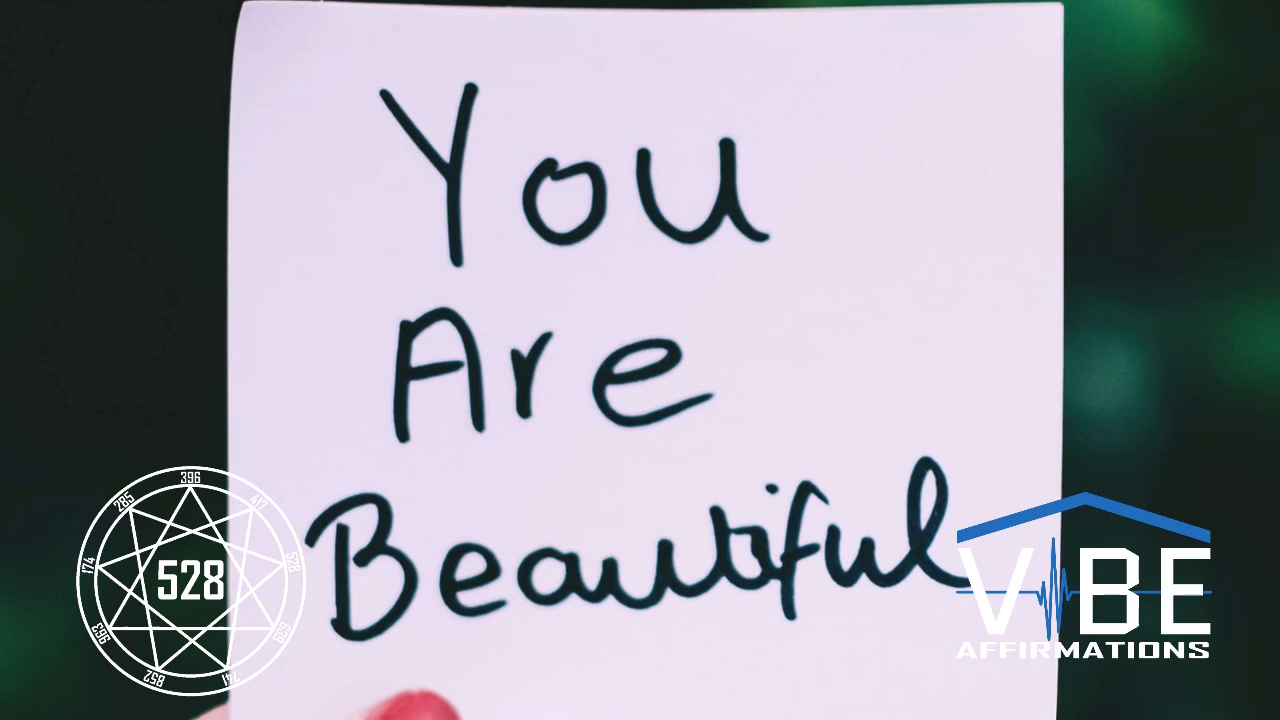 You
Are
Beautiful
396
417
528
639
741
852
963
174
285
528
VIBE
AFFIRMATIONS